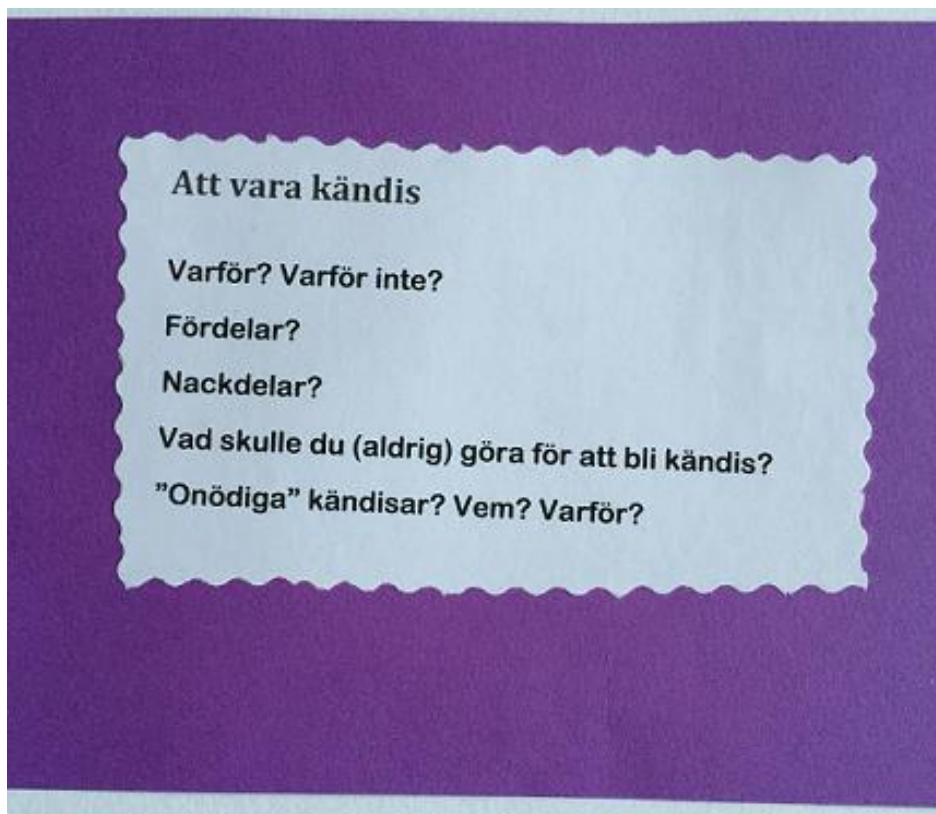 Att vara kändis
Varför? Varför inte?
Fördelar?
Nackdelar?
Vad skulle du (aldrig) göra för att bli kändis?
”Onödiga” kändisar? Vem? Varför?